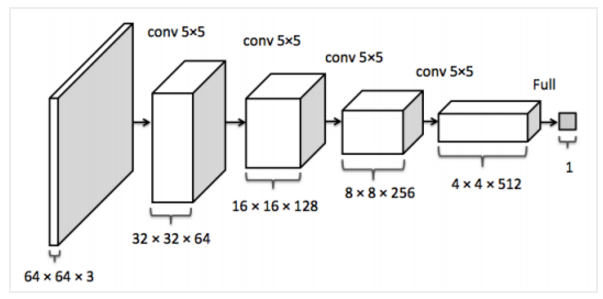 conv 5×5
conv 5×5
conv 5×5
conv 5×5
Full
64 × 64 × 3
32 × 32 × 64
16 × 16 × 128
8 × 8 × 256
4 × 4 × 512
1